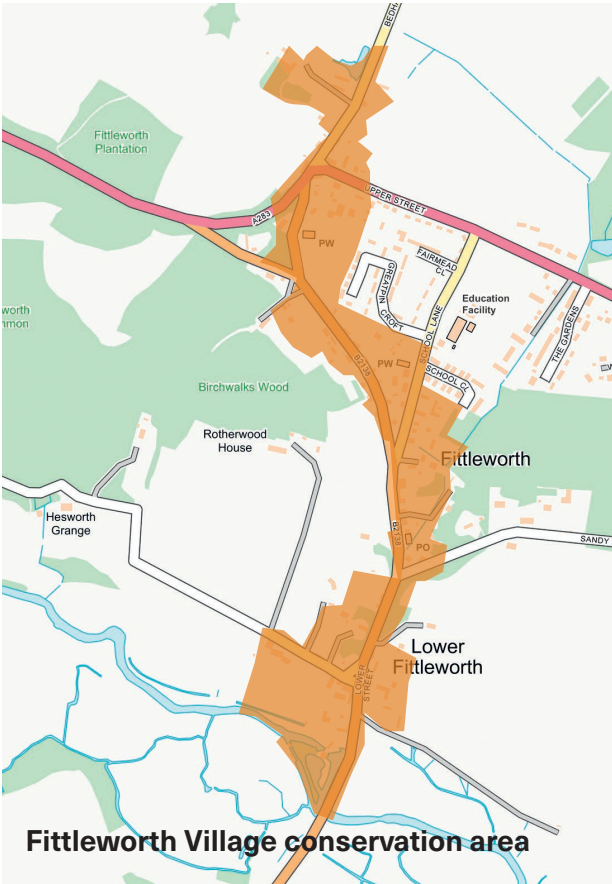 BEDHA
Fittleworth
Plantation
A283
UPPER STREET
PW
FAIRMEAD
CL
GREATPIN CROFT
Education
Facility
worth
mmon
SCHOOL LANE
THE GARDENS
B2138
PW
SCHOOL CL
Birchwalks Wood
Rotherwood
House
Fittleworth
Hesworth
Grange
B2138
PO
SANDY
Lower
Fittleworth
LOWER
STREET
Fittleworth Village conservation area